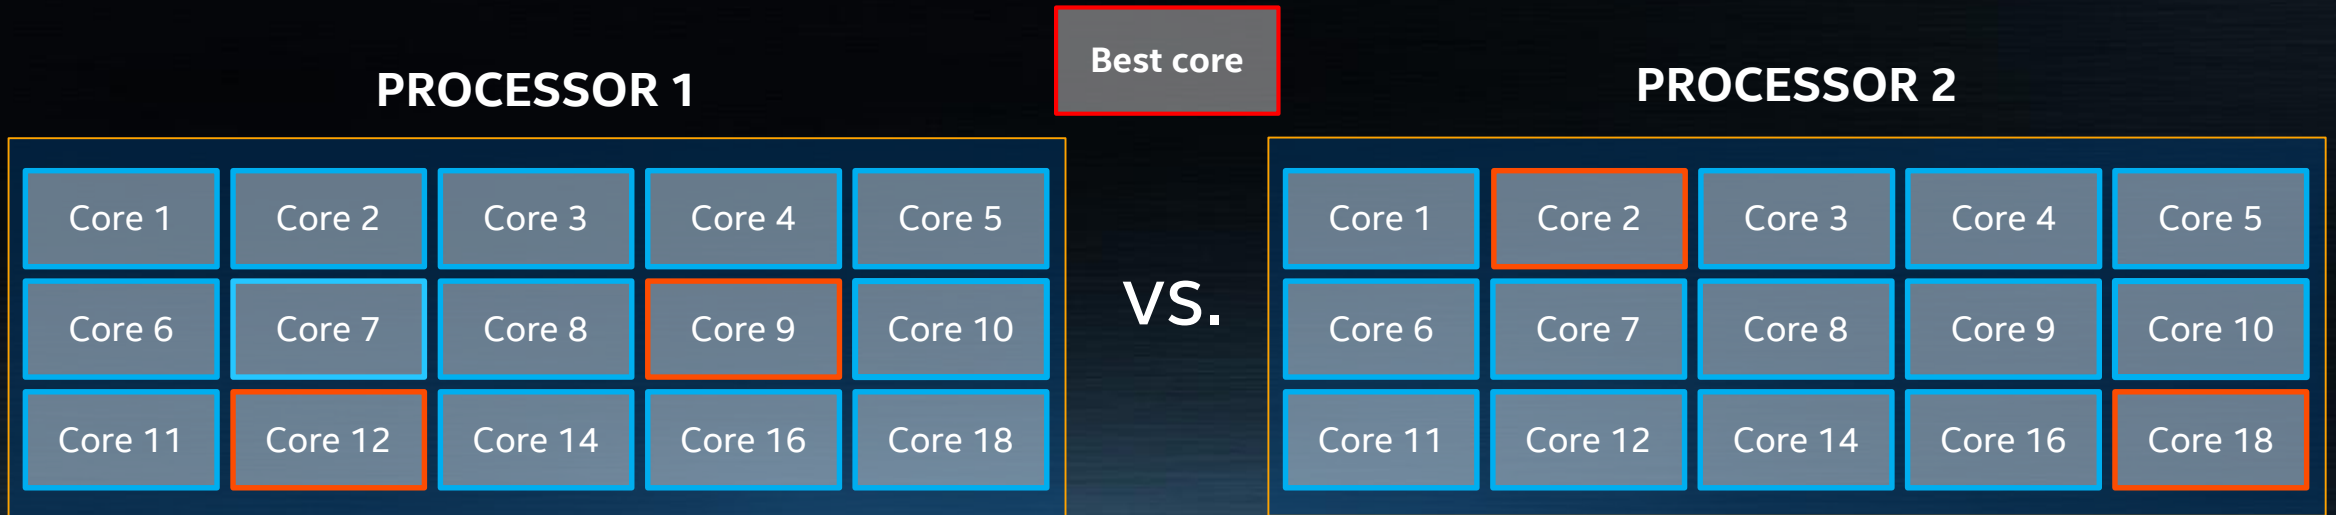 Best core
PROCESSOR 1
PROCESSOR 2
Core 1 Core 2 Core 3 Core 4 Core 5
Core 6 Core 7 Core 8 Core 9 Core 10
Core 11 Core 12 Core 14 Core 16 Core 18
vs.
Core 1 Core 2 Core 3 Core 4 Core 5
Core 6 Core 7 Core 8 Core 9 Core 10
Core 11 Core 12 Core 14 Core 16 Core 18